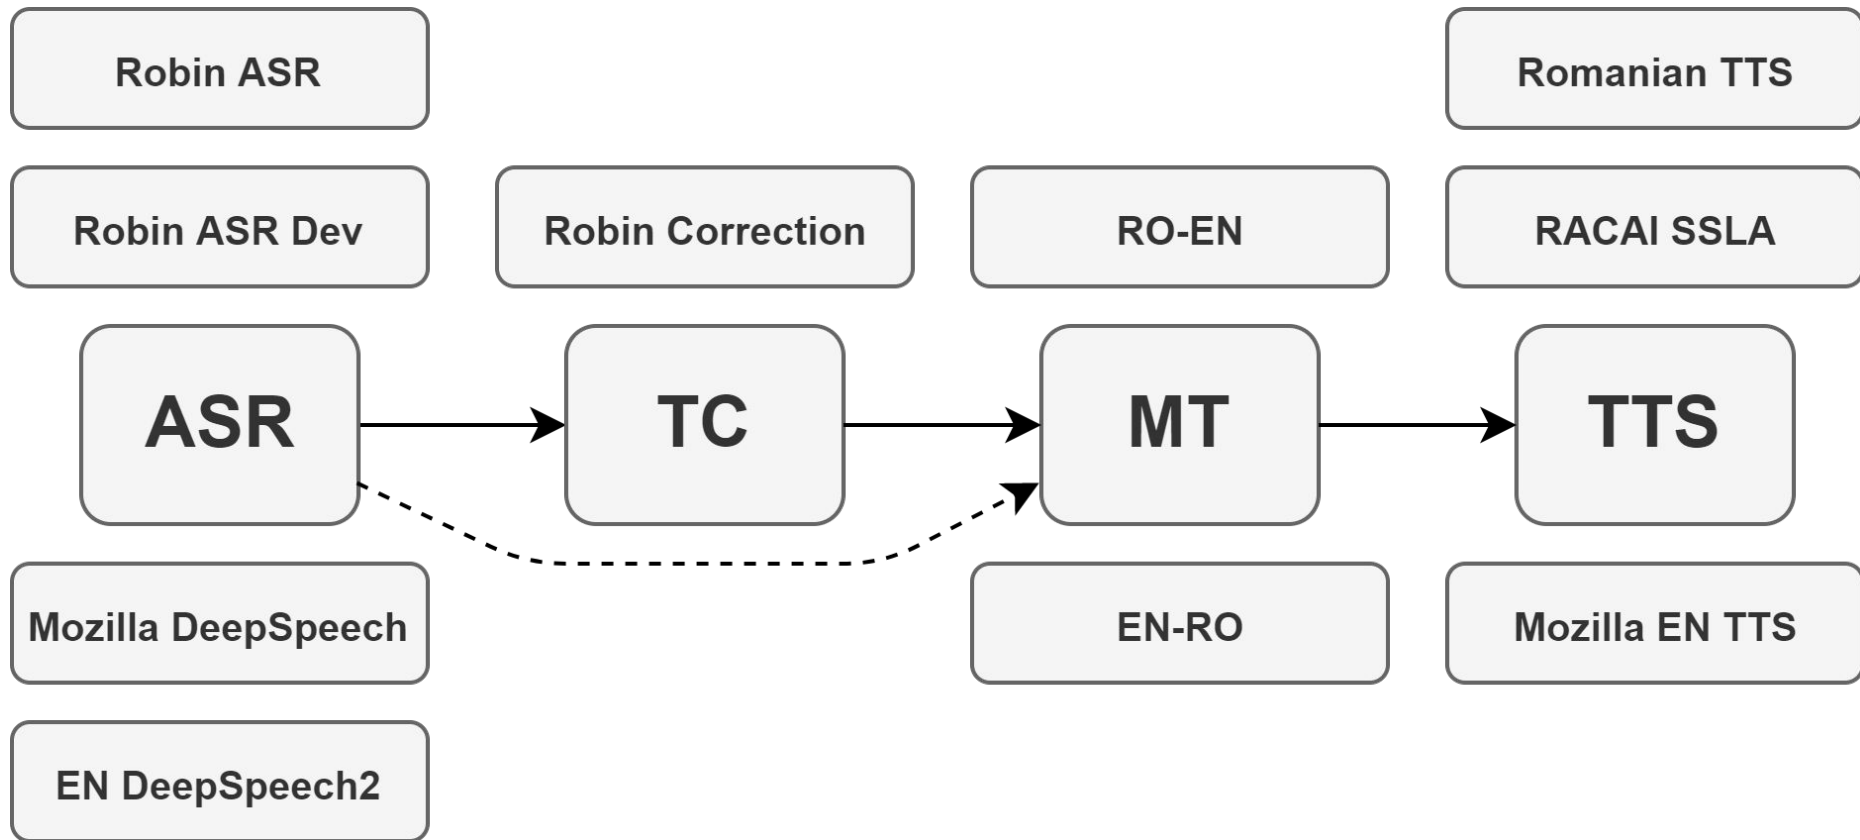 Robin ASR
Romanian TTS
Robin ASR Dev
Robin Correction
RO-EN
RACAI SSLA
ASR
TC
MT
TTS
Mozilla DeepSpeech
EN-RO
Mozilla EN TTS
EN DeepSpeech2